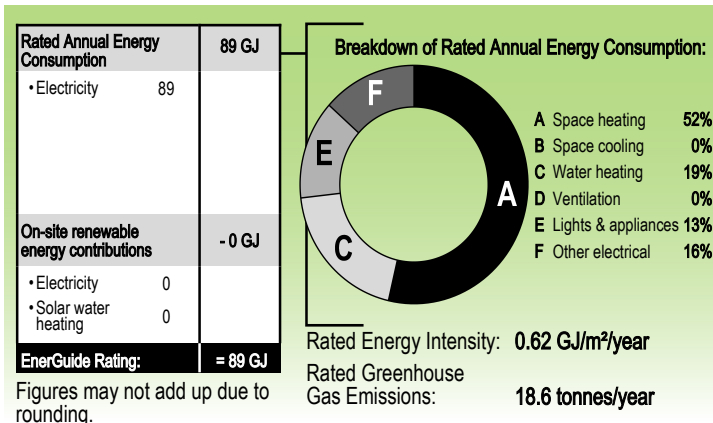 Rated Annual Energy
Consumption
89 GJ
• Electricity 89
On-site renewable
energy contributions
- 0 GJ
• Electricity 0
• Solar water
heating
0
EnerGuide Rating: = 89 GJ
Figures may not add up due to
rounding.
Breakdown of Rated Annual Energy Consumption:
F
E
A
C
A Space heating 52%
B Space cooling 0%
C Water heating 19%
D Ventilation 0%
E Lights & appliances 13%
F Other electrical 16%
Rated Energy Intensity: 0.62 GJ/m²/year
Rated Greenhouse
Gas Emissions: 18.6 tonnes/year